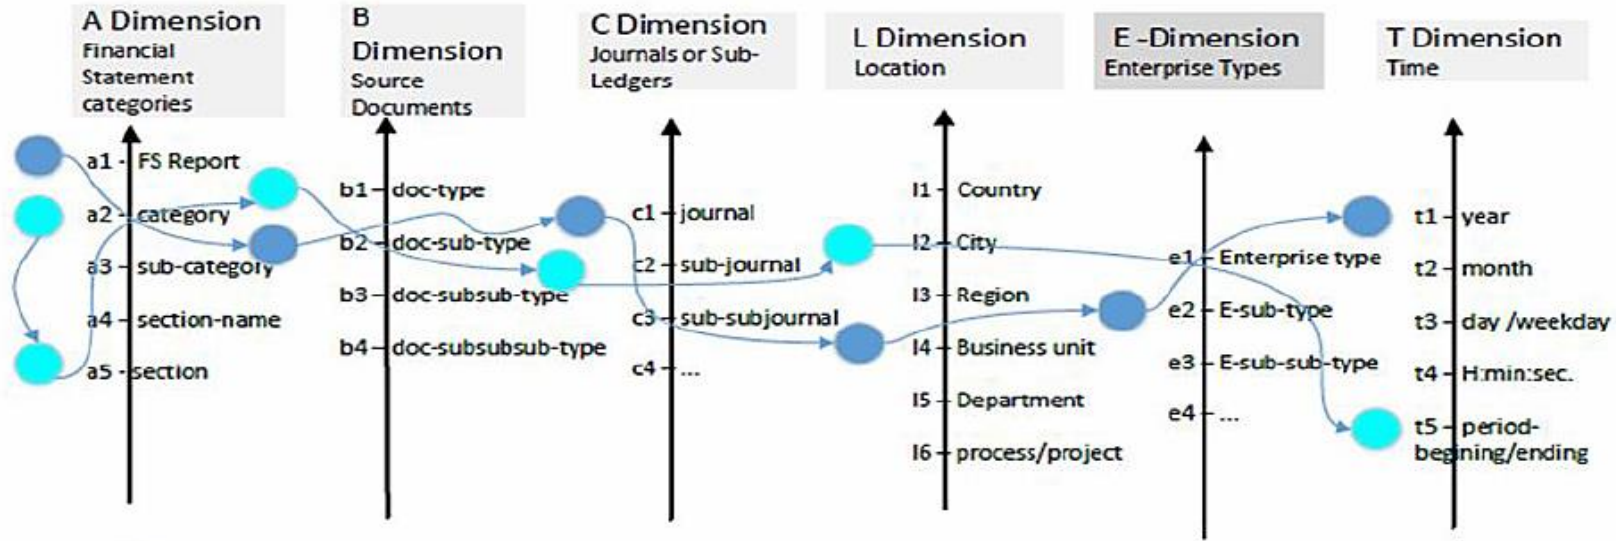 A Dimension
Financial
Statement
categories
B
Dimension
Source
Documents
C Dimension
Journals or Sub-
Ledgers
L Dimension
Location
E -Dimension
Enterprise Types
T Dimension
Time
a1 FS Report
a2 category
a3 sub-category
a4 section-name
a5 section
b1 doc-type
b2 doc-sub-type
b3 doc-subsub-type
b4 doc-subsubsub-type
c1 journal
c2 sub-journal
c3 sub-subjournal
c4 ...
l1 Country
l2 City
l3 Region
l4 Business unit
l5 Department
l6 process/project
e1 Enterprise type
e2 E-sub-type
e3 E-sub-sub-type
e4 ...
t1 year
t2 month
t3 day /weekday
t4 H:min:sec.
t5 period-
begining/ending